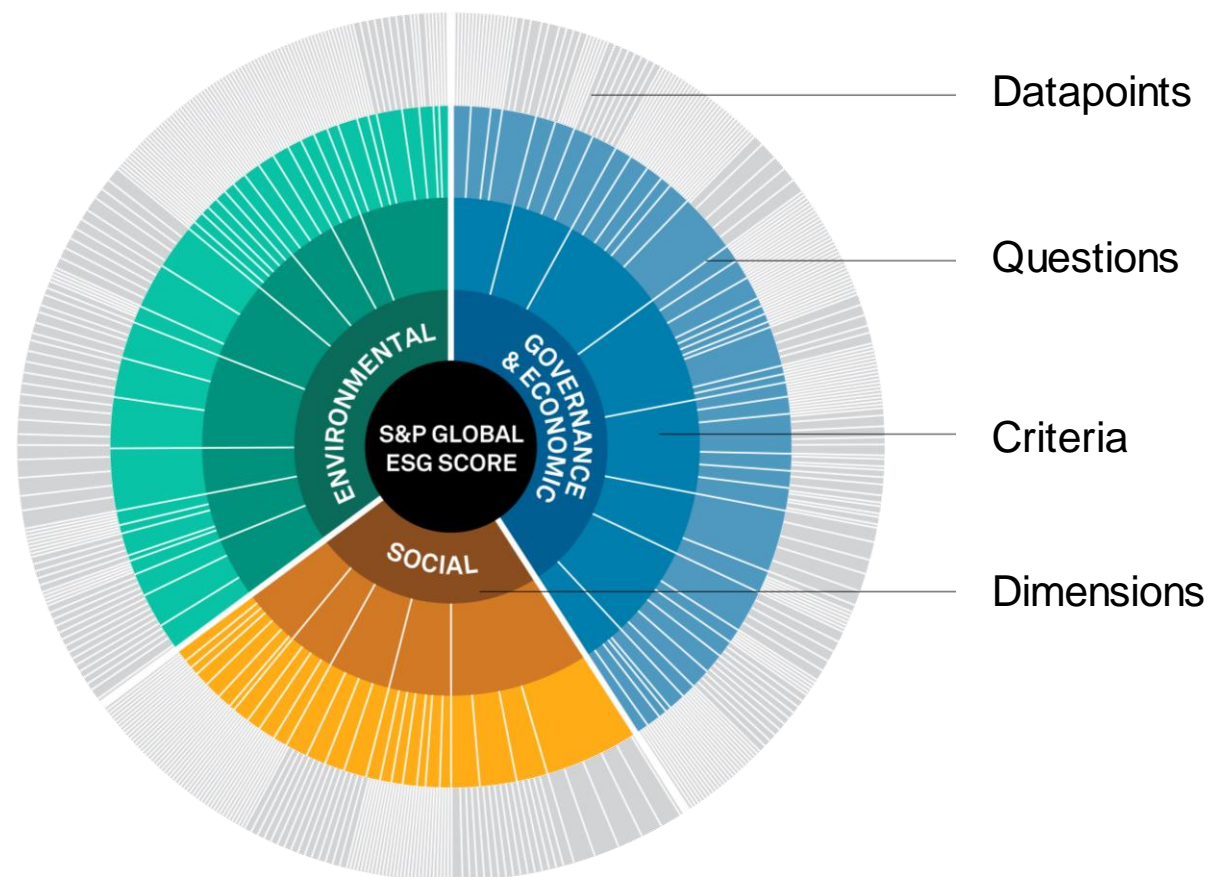 Datapoints
Questions
Criteria
Dimensions
ENVIRONMENTAL
GOVERNANCE
& ECONOMIC
S&P GLOBAL
ESG SCORE
SOCIAL